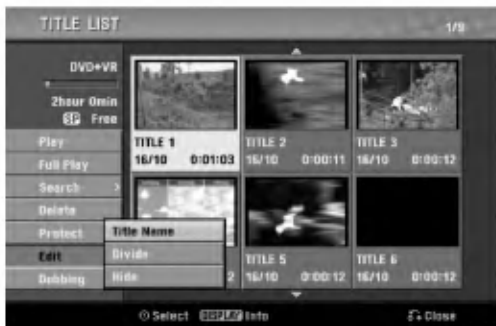 TITLE LIST
1/9
DVD+VR
2hour 0min
SP Free
Play
Full Play
Search >
Delete
Protect
Edit
Dubbing
Title Name
Divide
Hide
TITLE 1
16/10 0:01:03
TITLE 2
16/10 0:00:11
TITLE 3
16/10 0:00:12
2
TITLE 5
16/10 0:00:12
TITLE 6
16/10 0:00:12
Select DISPLAY Info
Close